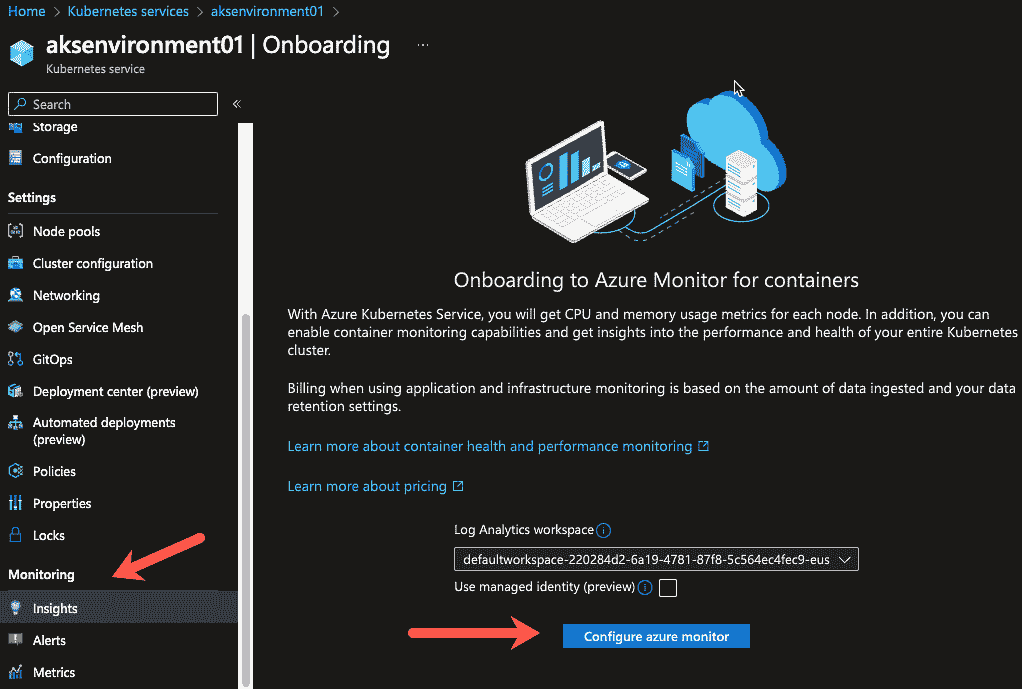 Home > Kubernetes services > aksenvironment01 >
aksenvironment01 | Onboarding ...
Kubernetes service
Search
«
Storage
Configuration
Settings
Node pools
Cluster configuration
Networking
Open Service Mesh
GitOps
Deployment center (preview)
Automated deployments
(preview)
Policies
Properties
Locks
Monitoring
Insights
Alerts
Metrics
Onboarding to Azure Monitor for containers
With Azure Kubernetes Service, you will get CPU and memory usage metrics for each node. In addition, you can
enable container monitoring capabilities and get insights into the performance and health of your entire Kubernetes
cluster.
Billing when using application and infrastructure monitoring is based on the amount of data ingested and your data
retention settings.
Learn more about container health and performance monitoring
Learn more about pricing
Log Analytics workspace
defaultworkspace-220284d2-6a19-4781-87f8-5c564ec4fec9-eus
Use managed identity (preview)
Configure azure monitor